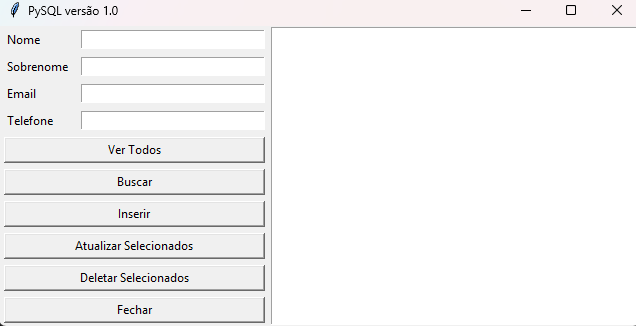 PySQL versão 1.0
Nome
Sobrenome
Email
Telefone
Ver Todos
Buscar
Inserir
Atualizar Selecionados
Deletar Selecionados
Fechar